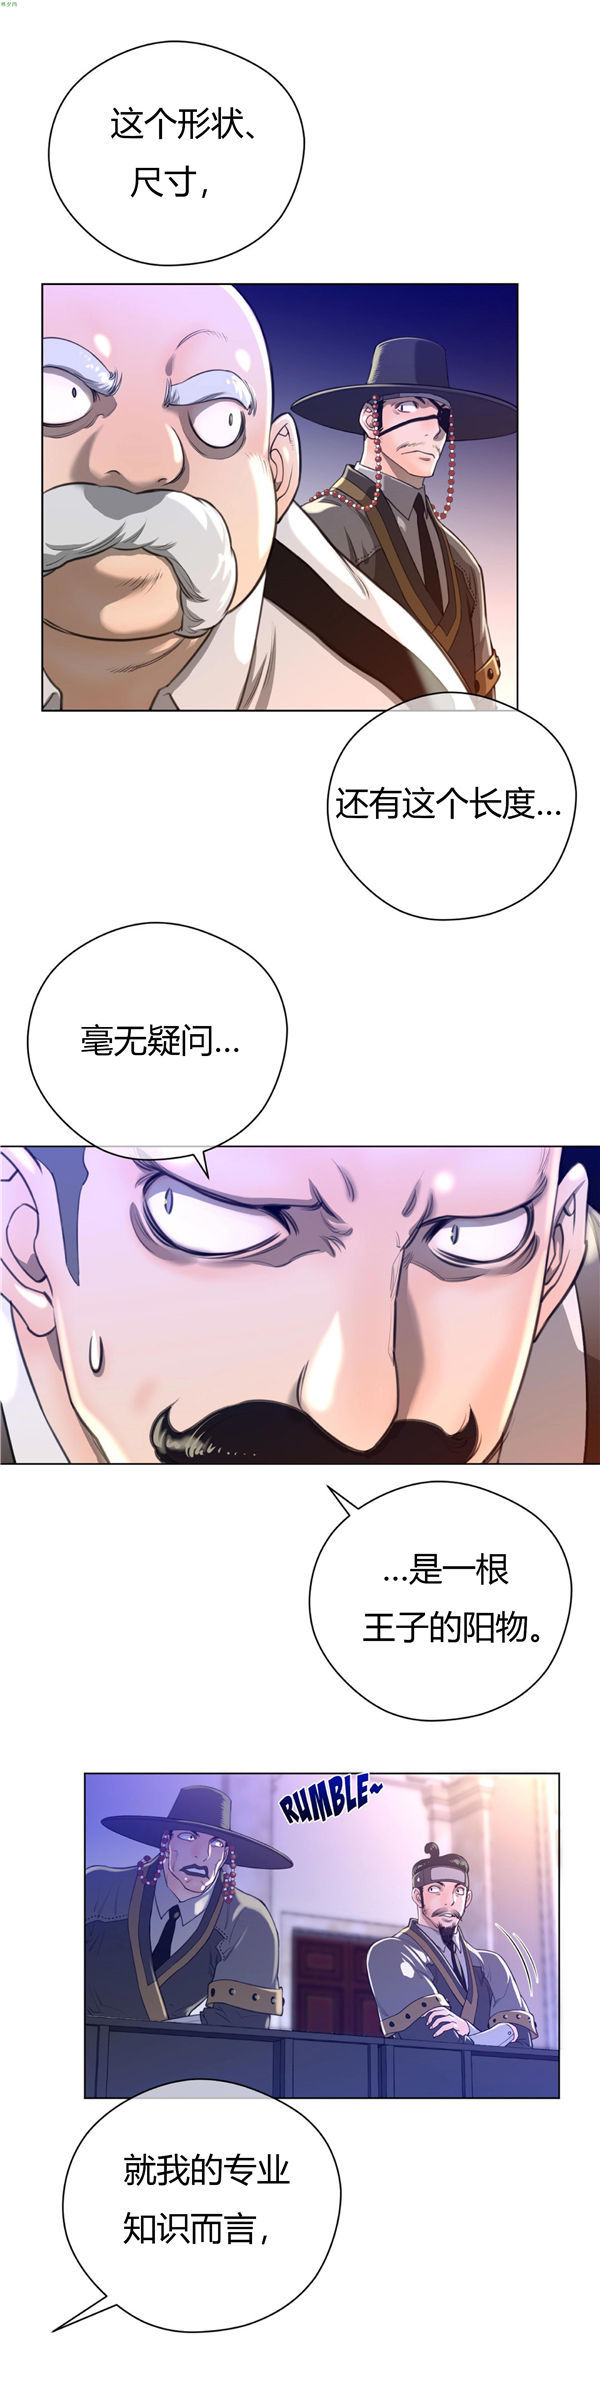 这个形状、
尺寸，
还有这个长度…
毫无疑问…
…是一根
王子的阳物。
RUMBLE~
就我的专业
知识而言，